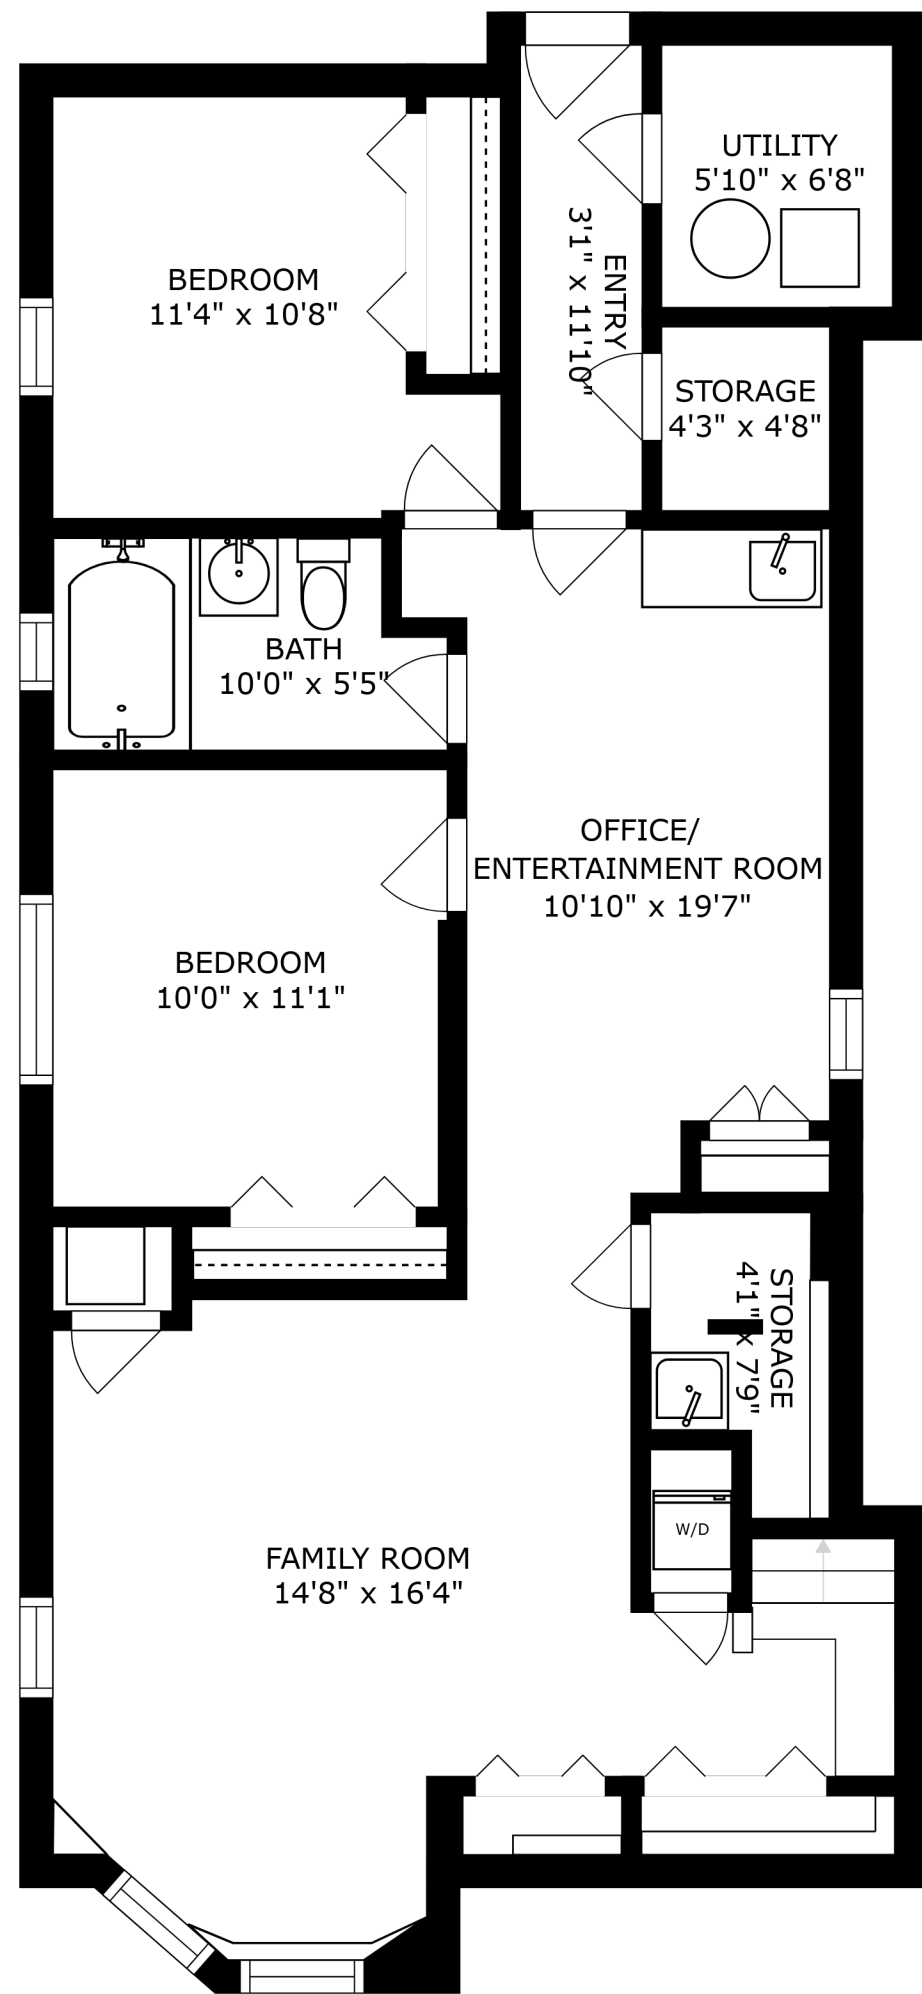 UTILITY
5'10" x 6'8"
BEDROOM
11'4" x 10'8"
ENTRY
3'1" x 11'10"
STORAGE
4'3" x 4'8"
BATH
10'0" x 5'5"
OFFICE/
ENTERTAINMENT ROOM
10'10" x 19'7"
BEDROOM
10'0" x 11'1"
STORAGE
4'1" x 7'9"
W/D
FAMILY ROOM
14'8" x 16'4"